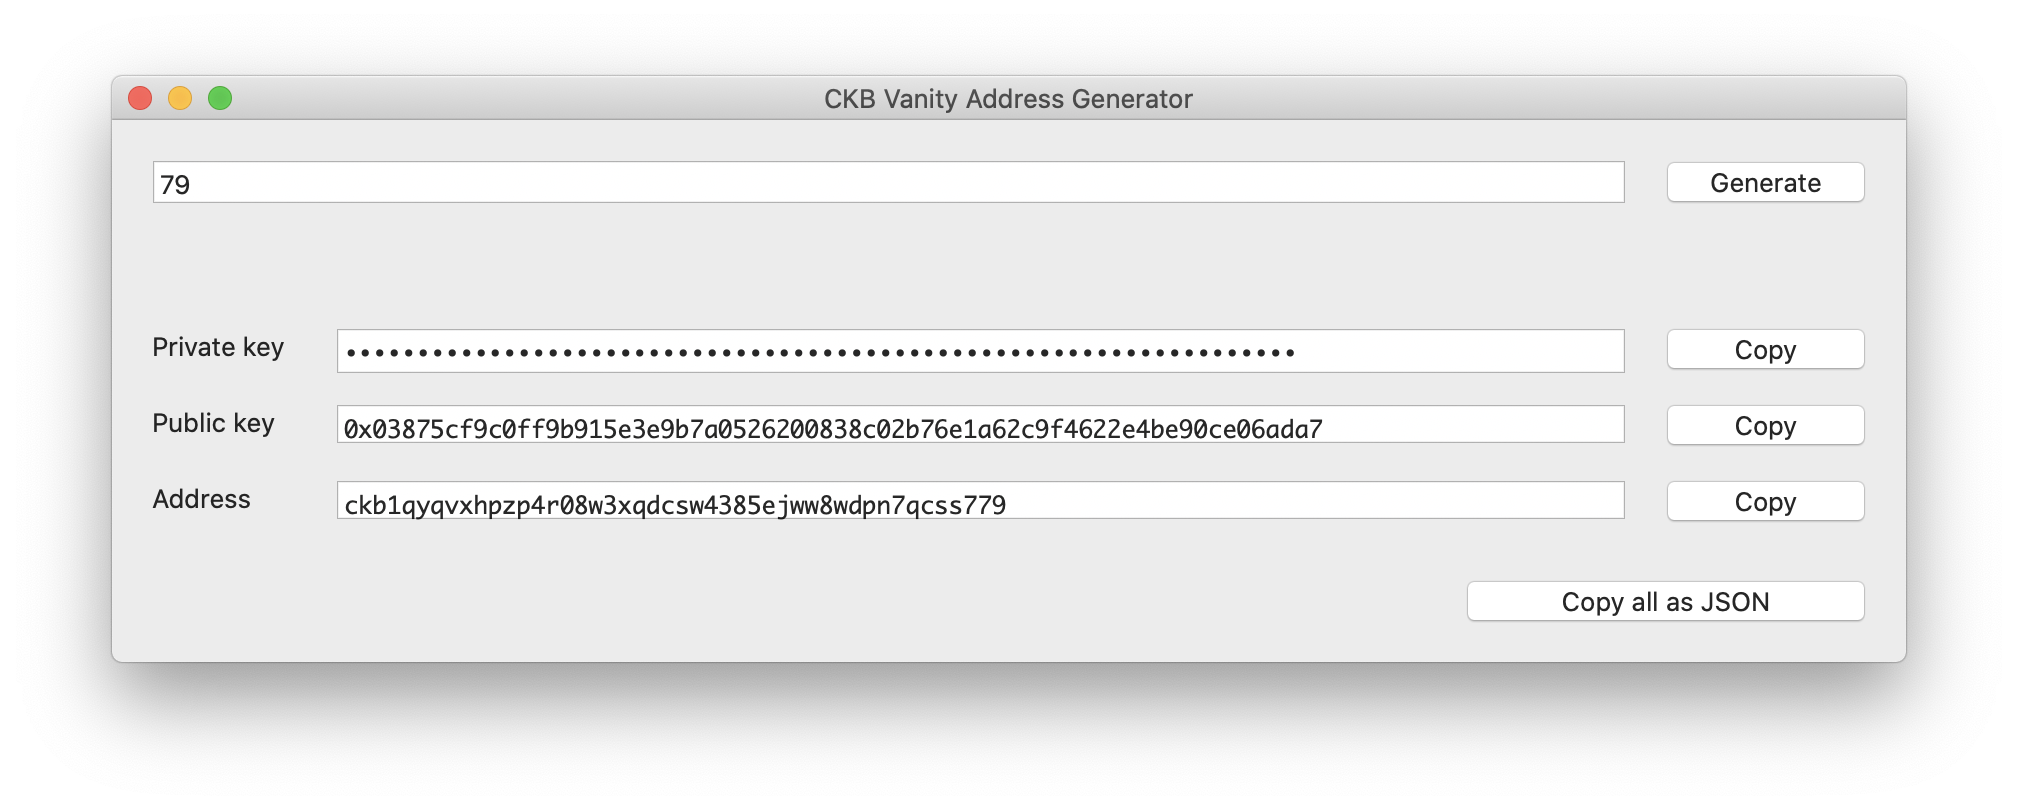 CKB Vanity Address Generator
79 Generate
Private key •••••••••••••••••••••••••••••••••••••••••••••••••••••••••••••••••• Copy
Public key 0x03875cf9c0ff9b915e3e9b7a0526200838c02b76e1a62c9f4622e4be90ce06ada7 Copy
Address ckb1qyqvxhpzp4r08w3xqdcsw4385ejww8wdpn7qcss779 Copy
Copy all as JSON